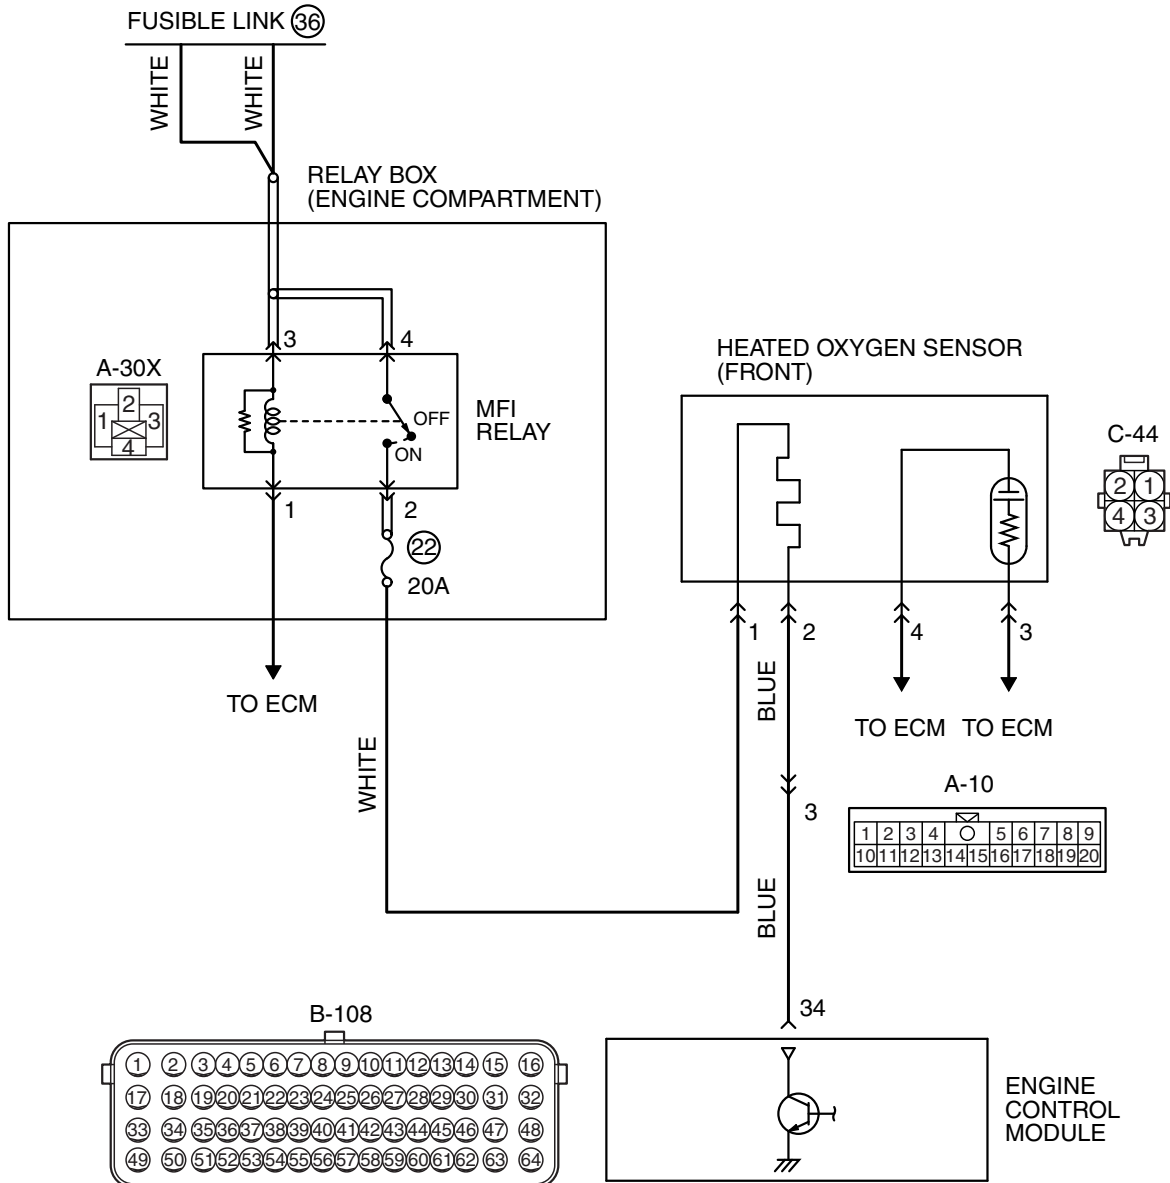 FUSIBLE LINK 36
WHITE
WHITE
RELAY BOX
(ENGINE COMPARTMENT)
3
4
A-30X
2
1
3
4
OFF
ON
MFI
RELAY
1
2
22
20A
TO ECM
WHITE
HEATED OXYGEN SENSOR
(FRONT)
C-44
2 1
4 3
1
2
4
3
BLUE
TO ECM
TO ECM
3
A-10
1 2 3 4 5 6 7 8 9
10 11 12 13 14 15 16 17 18 19 20
BLUE
34
B-108
1 2 3 4 5 6 7 8 9 10 11 12 13 14 15 16
17 18 19 20 21 22 23 24 25 26 27 28 29 30 31 32
33 34 35 36 37 38 39 40 41 42 43 44 45 46 47 48
49 50 51 52 53 54 55 56 57 58 59 60 61 62 63 64
ENGINE
CONTROL
MODULE